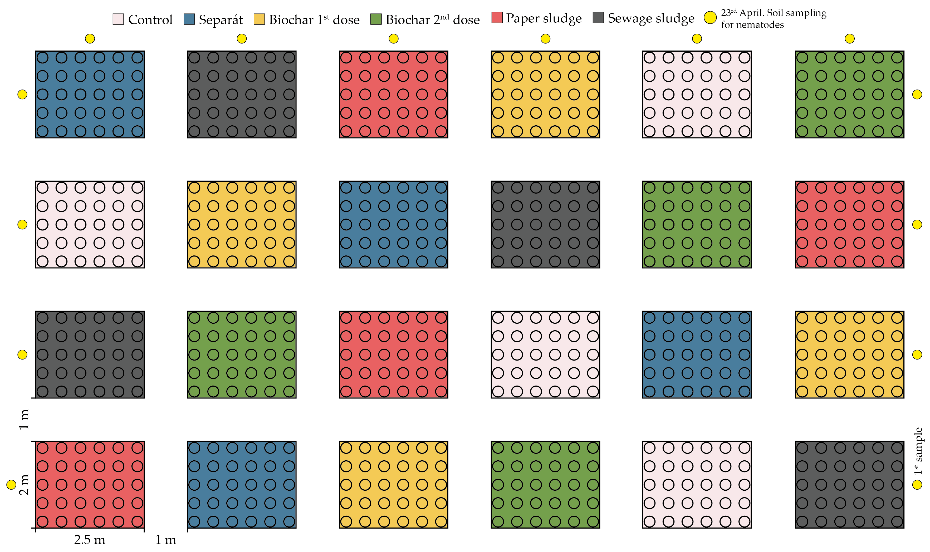 Control Separát Biochar 1st dose Biochar 2nd dose Paper sludge Sewage sludge 23rd April. Soil sampling
for nematodes
1 m
2 m
2.5 m 1 m
1st sample